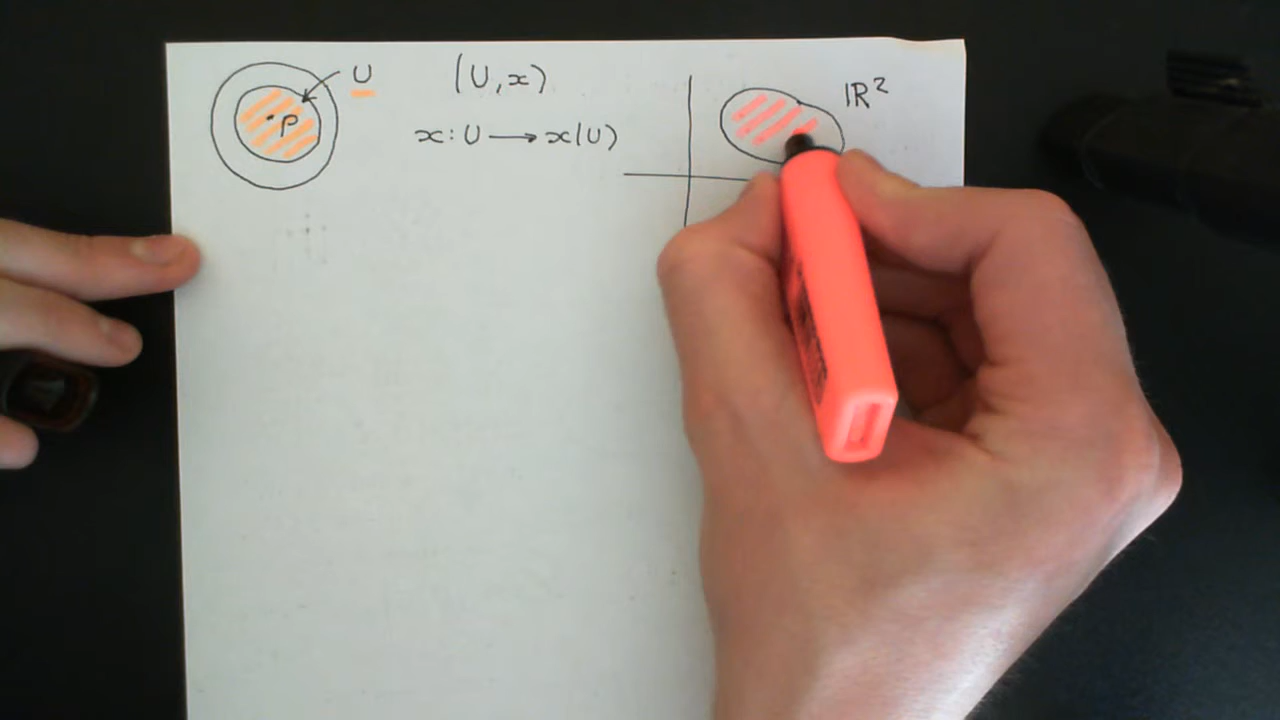 U
(U,x)
ℝ²
p
x: U ⟶ x(U)